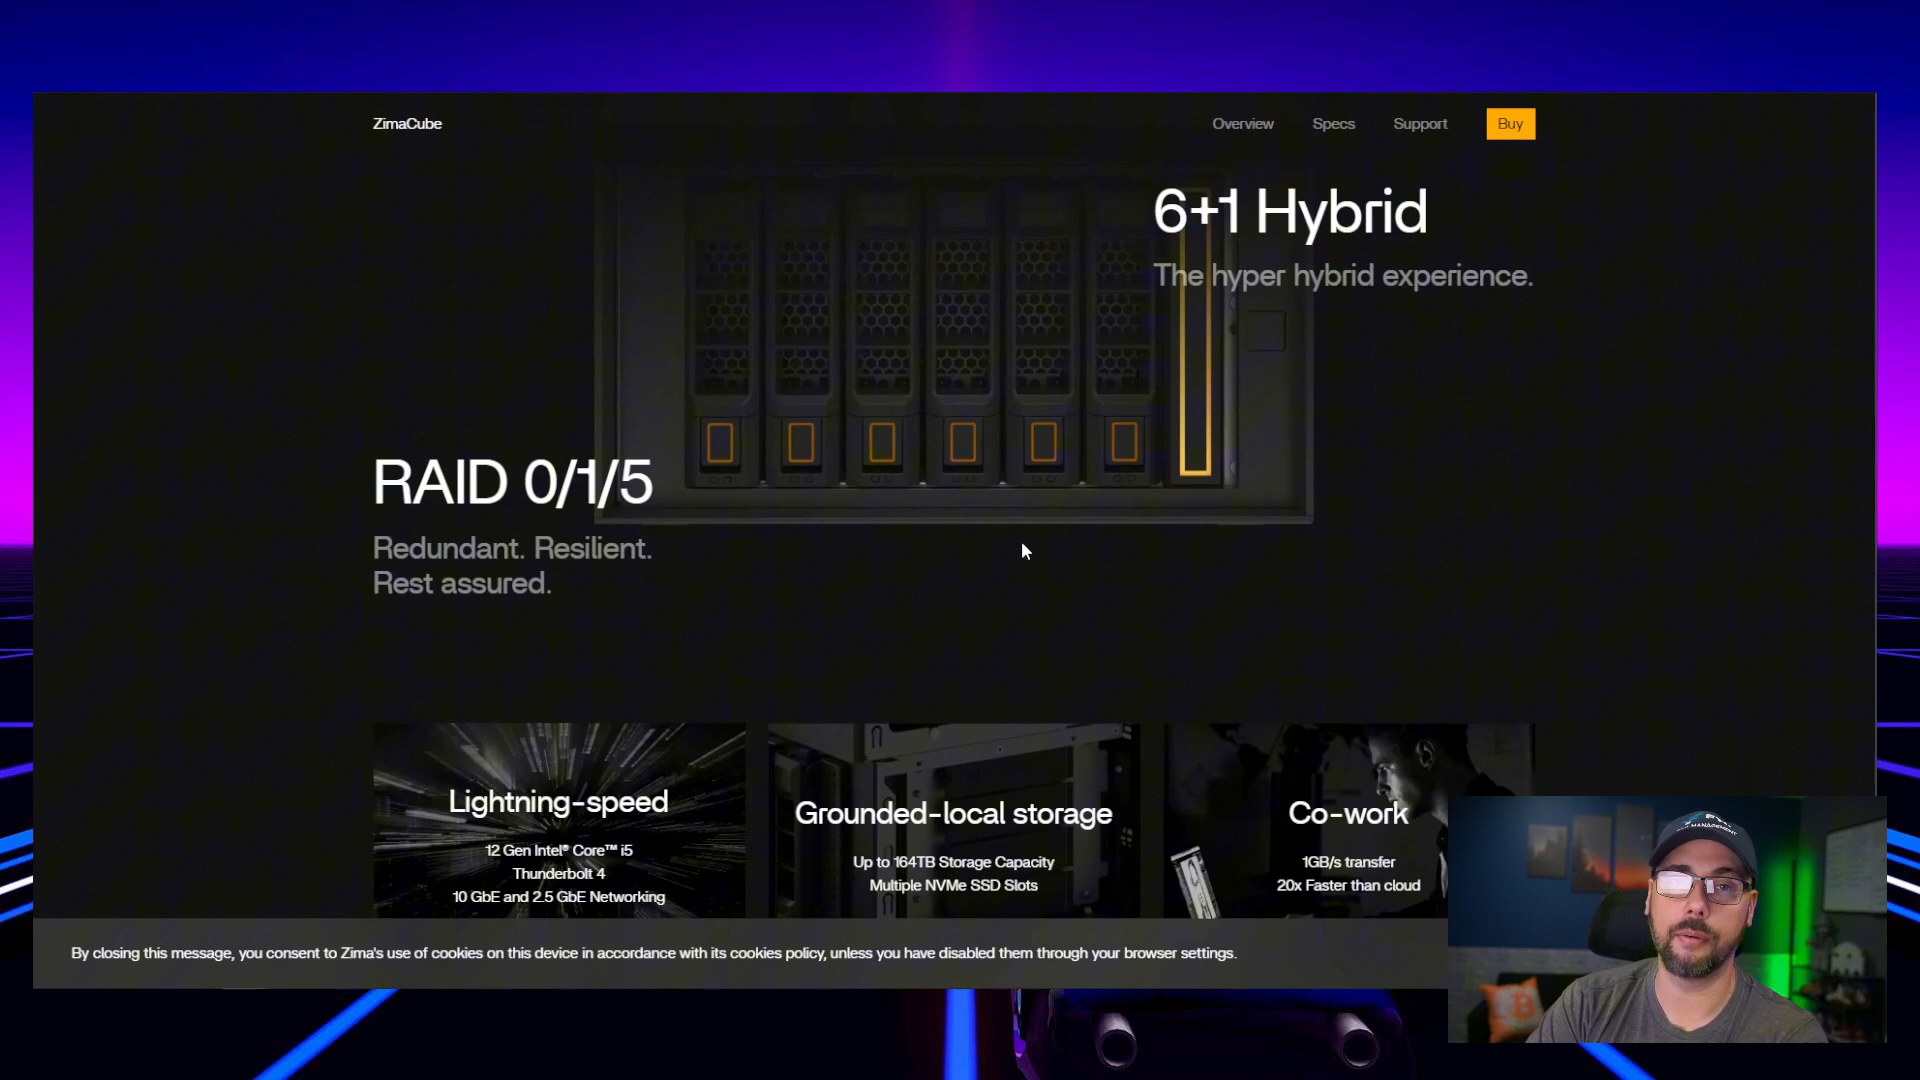 ZimaCube
Overview
Specs
Support
Buy
6+1 Hybrid
The hyper hybrid experience.
RAID 0/1/5
Redundant. Resilient.
Rest assured.
Lightning-speed
12 Gen Intel® Core™ i5
Thunderbolt 4
10 GbE and 2.5 GbE Networking
Grounded-local storage
Up to 164TB Storage Capacity
Multiple NVMe SSD Slots
Co-work
1GB/s transfer
20x Faster than cloud
By closing this message, you consent to Zima's use of cookies on this device in accordance with its cookies policy, unless you have disabled them through your browser settings.
MANAGEMENT